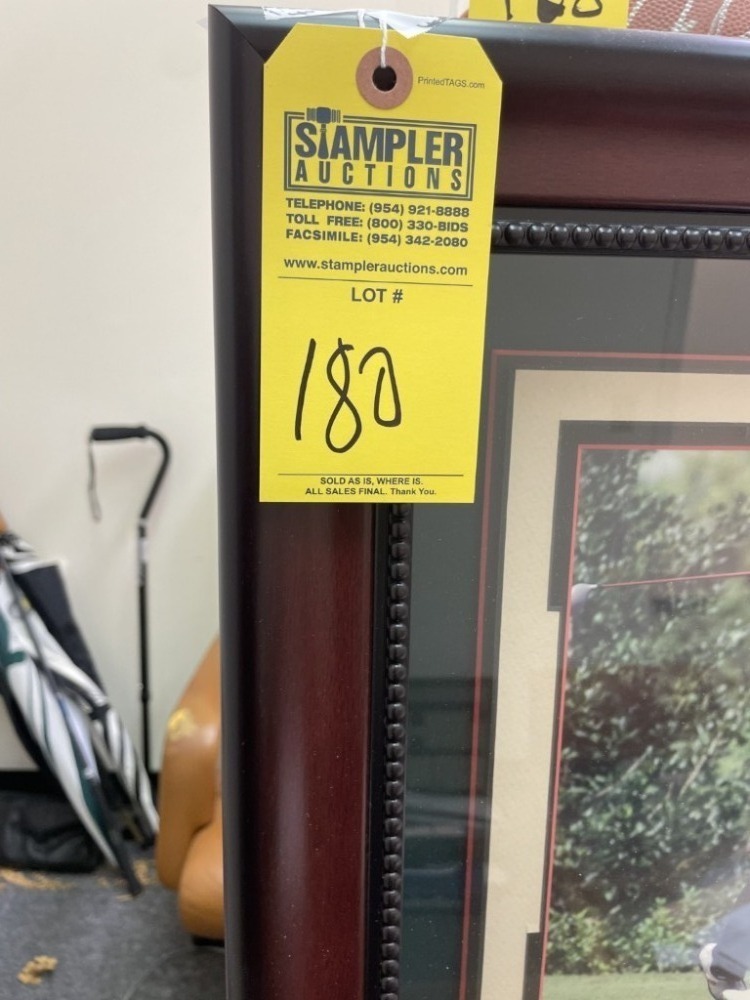 PrintedTAGS.com
STAMPLER
AUCTIONS
TELEPHONE: (954) 921-8888
TOLL FREE: (800) 330-BIDS
FACSIMILE: (954) 342-2080
www.stamplerauctions.com
LOT #
180
SOLD AS IS, WHERE IS.
ALL SALES FINAL. Thank You.